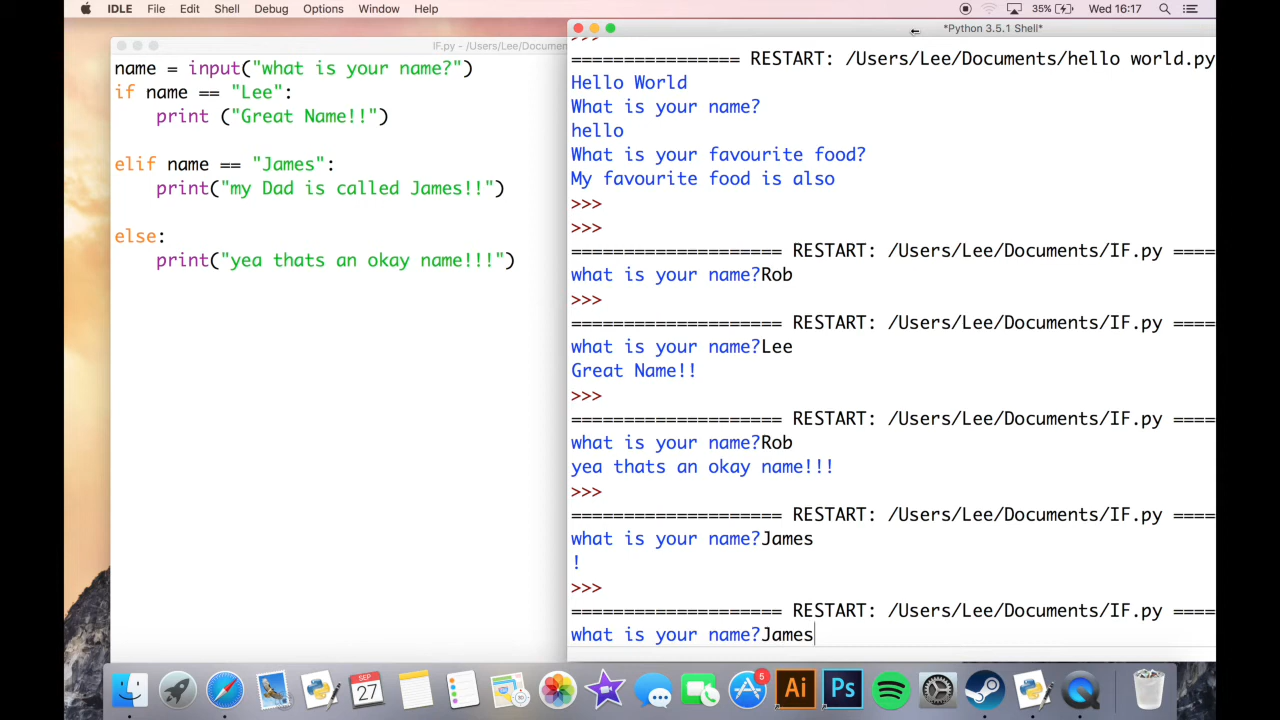 IDLE File Edit Shell Debug Options Window Help 35% Wed 16:17
IF.py - /Users/Lee/Documen
name = input("what is your name?")
if name == "Lee":
    print ("Great Name!!")
elif name == "James":
    print("my Dad is called James!!")
else:
    print("yea thats an okay name!!!")
*Python 3.5.1 Shell*
>>>
================ RESTART: /Users/Lee/Documents/hello world.py
Hello World
What is your name?
hello
What is your favourite food?
My favourite food is also
>>>
>>>
==================== RESTART: /Users/Lee/Documents/IF.py ====
what is your name?Rob
>>>
==================== RESTART: /Users/Lee/Documents/IF.py ====
what is your name?Lee
Great Name!!
>>>
==================== RESTART: /Users/Lee/Documents/IF.py ====
what is your name?Rob
yea thats an okay name!!!
>>>
==================== RESTART: /Users/Lee/Documents/IF.py ====
what is your name?James
!
>>>
==================== RESTART: /Users/Lee/Documents/IF.py ====
what is your name?James
SEP
27
5
Ai
Ps